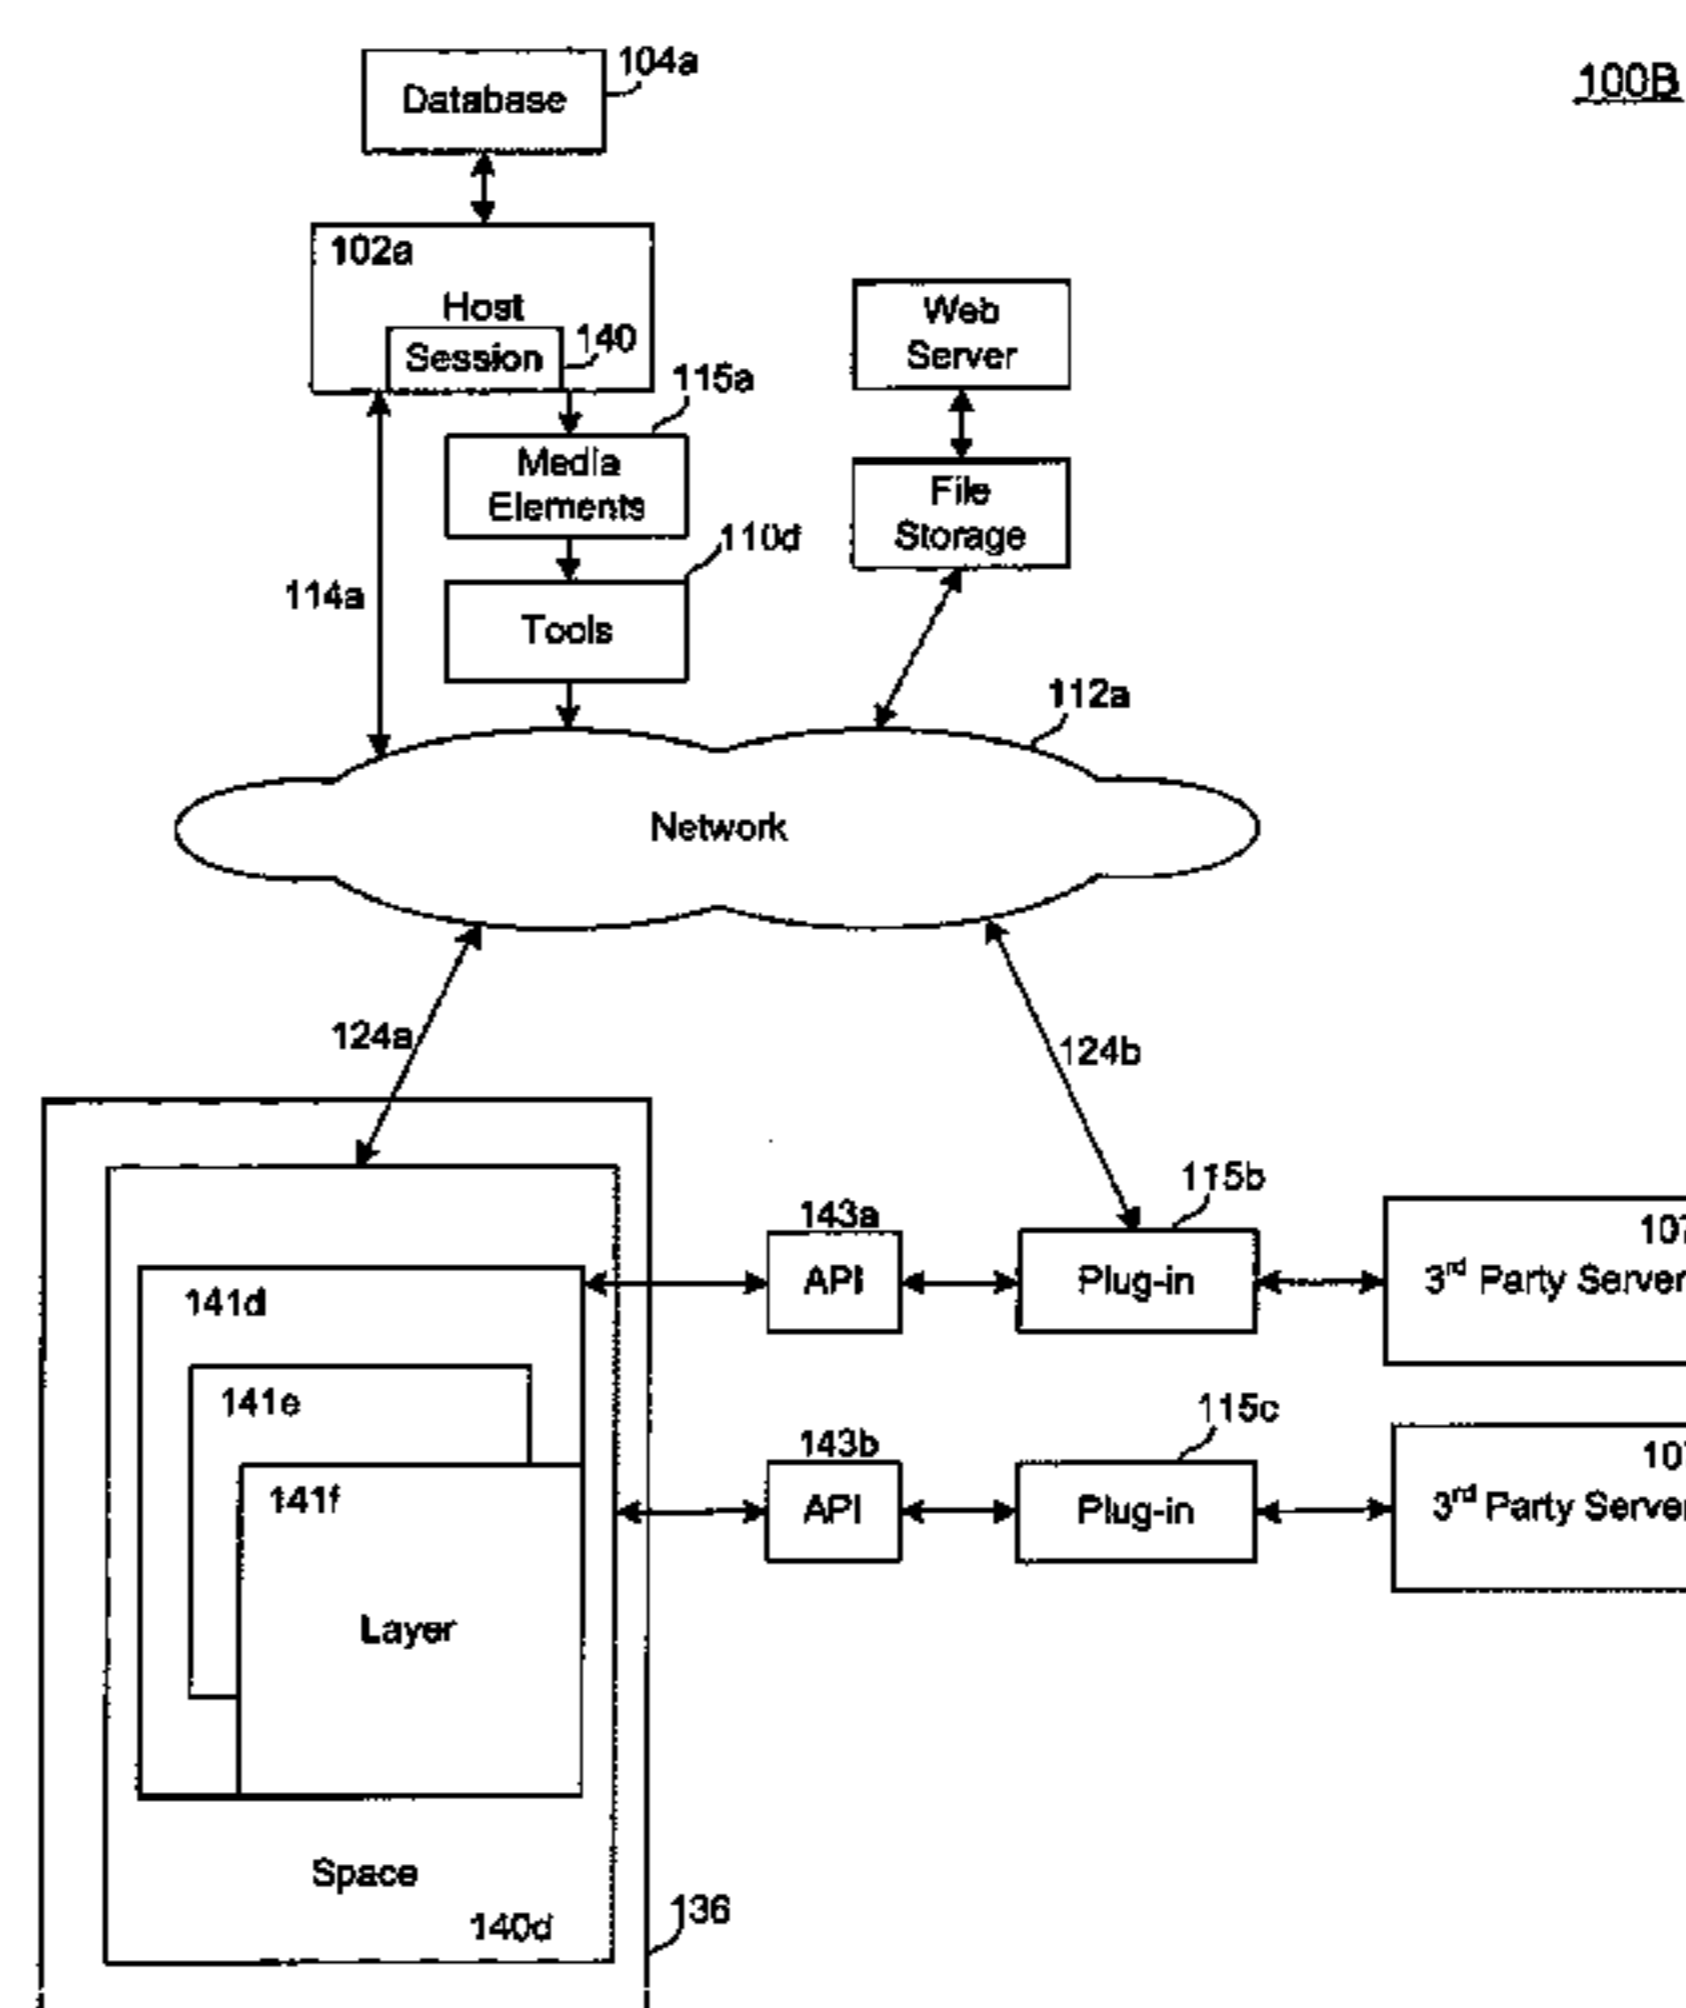 104a
Database
100B
102a
Host
Session
140
115a
Web
Server
Media
Elements
File
Storage
110d
114a
Tools
112a
Network
124a
124b
115b
143a
API
Plug-in
3rd Party Server
141d
141e
115c
143b
API
Plug-in
3rd Party Server
141f
Layer
Space
140d
136